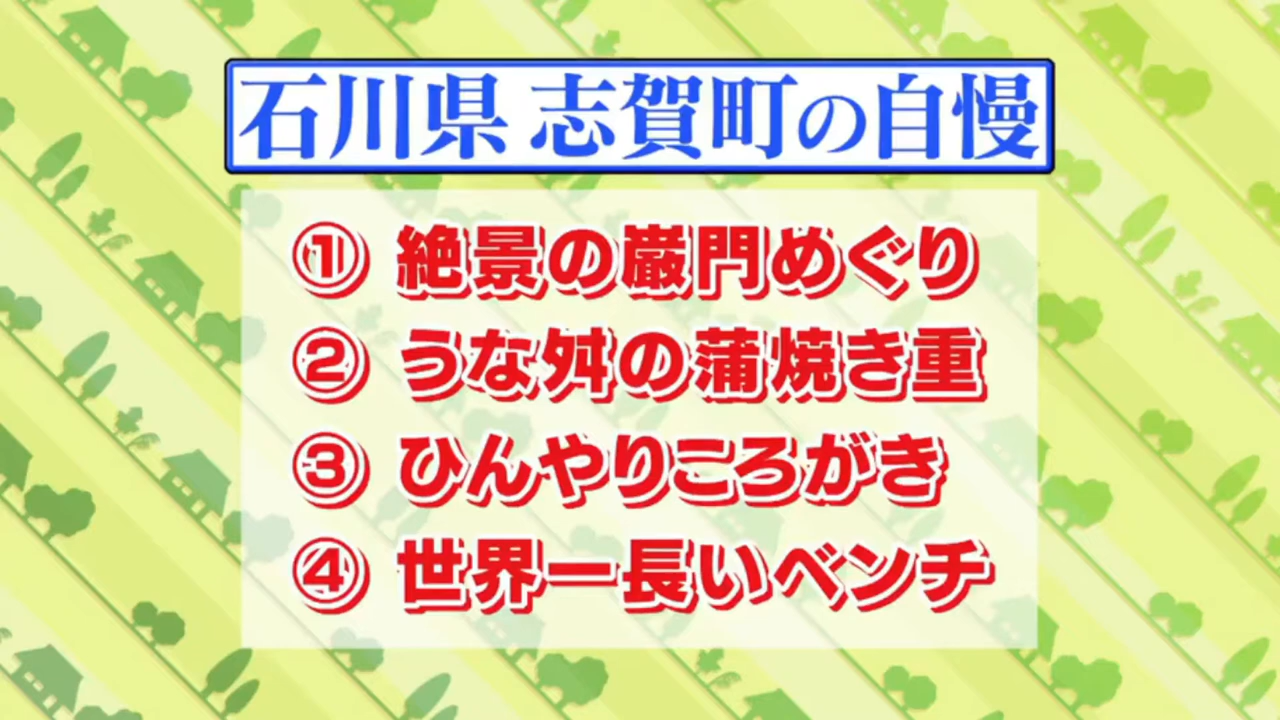 石川県 志賀町の自慢
① 絶景の巌門めぐり
② うな舛の蒲焼き重
③ ひんやりころがき
④ 世界一長いベンチ